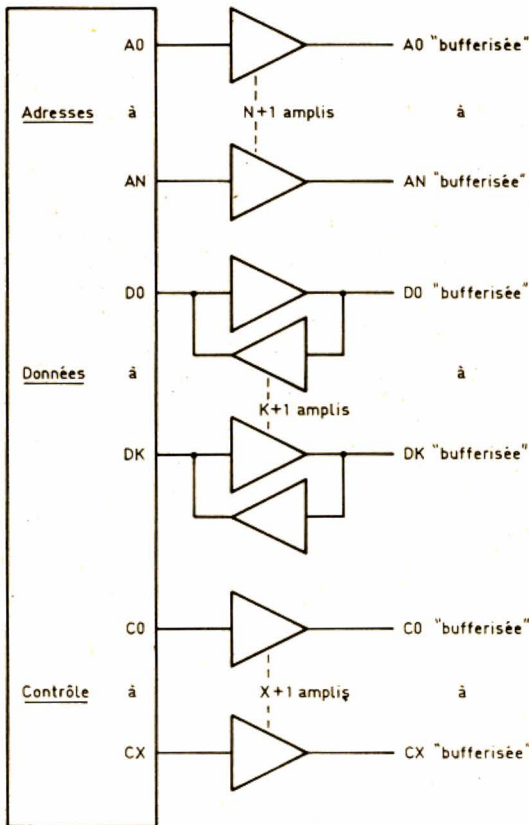 A0 A0 "bufferisée"
Adresses à N+1 amplis à
AN AN "bufferisée"
D0 D0 "bufferisée"
Données à à
K+1 amplis
DK DK "bufferisée"
C0 C0 "bufferisée"
Contrôle à X+1 amplis à
CX CX "bufferisée"